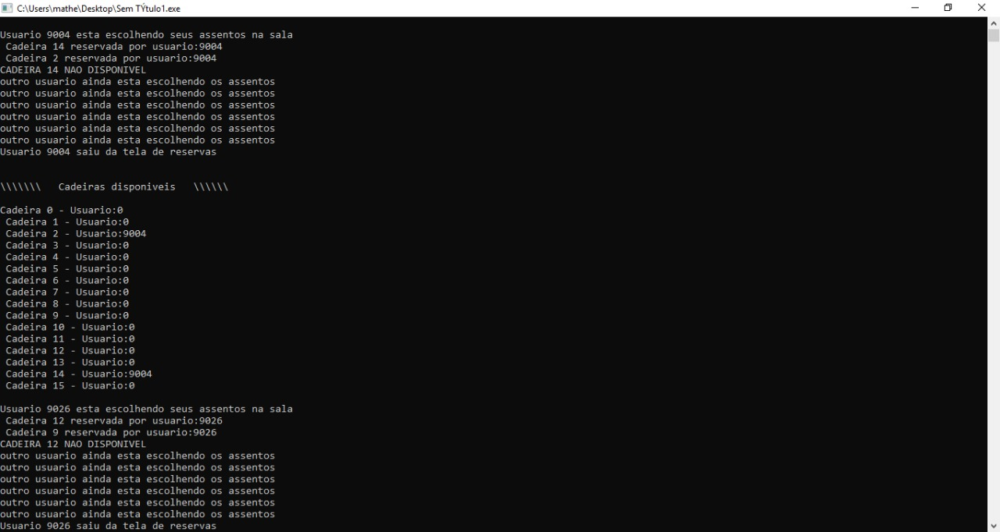 C:\Users\mathe\Desktop\Sem TÝtulo1.exe
Usuario 9004 esta escolhendo seus assentos na sala
Cadeira 14 reservada por usuario:9004
Cadeira 2 reservada por usuario:9004
CADEIRA 14 NAO DISPONIVEL
outro usuario ainda esta escolhendo os assentos
outro usuario ainda esta escolhendo os assentos
outro usuario ainda esta escolhendo os assentos
outro usuario ainda esta escolhendo os assentos
outro usuario ainda esta escolhendo os assentos
outro usuario ainda esta escolhendo os assentos
Usuario 9004 saiu da tela de reservas
\\\\\\\   Cadeiras disponiveis   \\\\\\
Cadeira 0 - Usuario:0
Cadeira 1 - Usuario:0
Cadeira 2 - Usuario:9004
Cadeira 3 - Usuario:0
Cadeira 4 - Usuario:0
Cadeira 5 - Usuario:0
Cadeira 6 - Usuario:0
Cadeira 7 - Usuario:0
Cadeira 8 - Usuario:0
Cadeira 9 - Usuario:0
Cadeira 10 - Usuario:0
Cadeira 11 - Usuario:0
Cadeira 12 - Usuario:0
Cadeira 13 - Usuario:0
Cadeira 14 - Usuario:9004
Cadeira 15 - Usuario:0
Usuario 9026 esta escolhendo seus assentos na sala
Cadeira 12 reservada por usuario:9026
Cadeira 9 reservada por usuario:9026
CADEIRA 12 NAO DISPONIVEL
outro usuario ainda esta escolhendo os assentos
outro usuario ainda esta escolhendo os assentos
outro usuario ainda esta escolhendo os assentos
outro usuario ainda esta escolhendo os assentos
outro usuario ainda esta escolhendo os assentos
outro usuario ainda esta escolhendo os assentos
Usuario 9026 saiu da tela de reservas